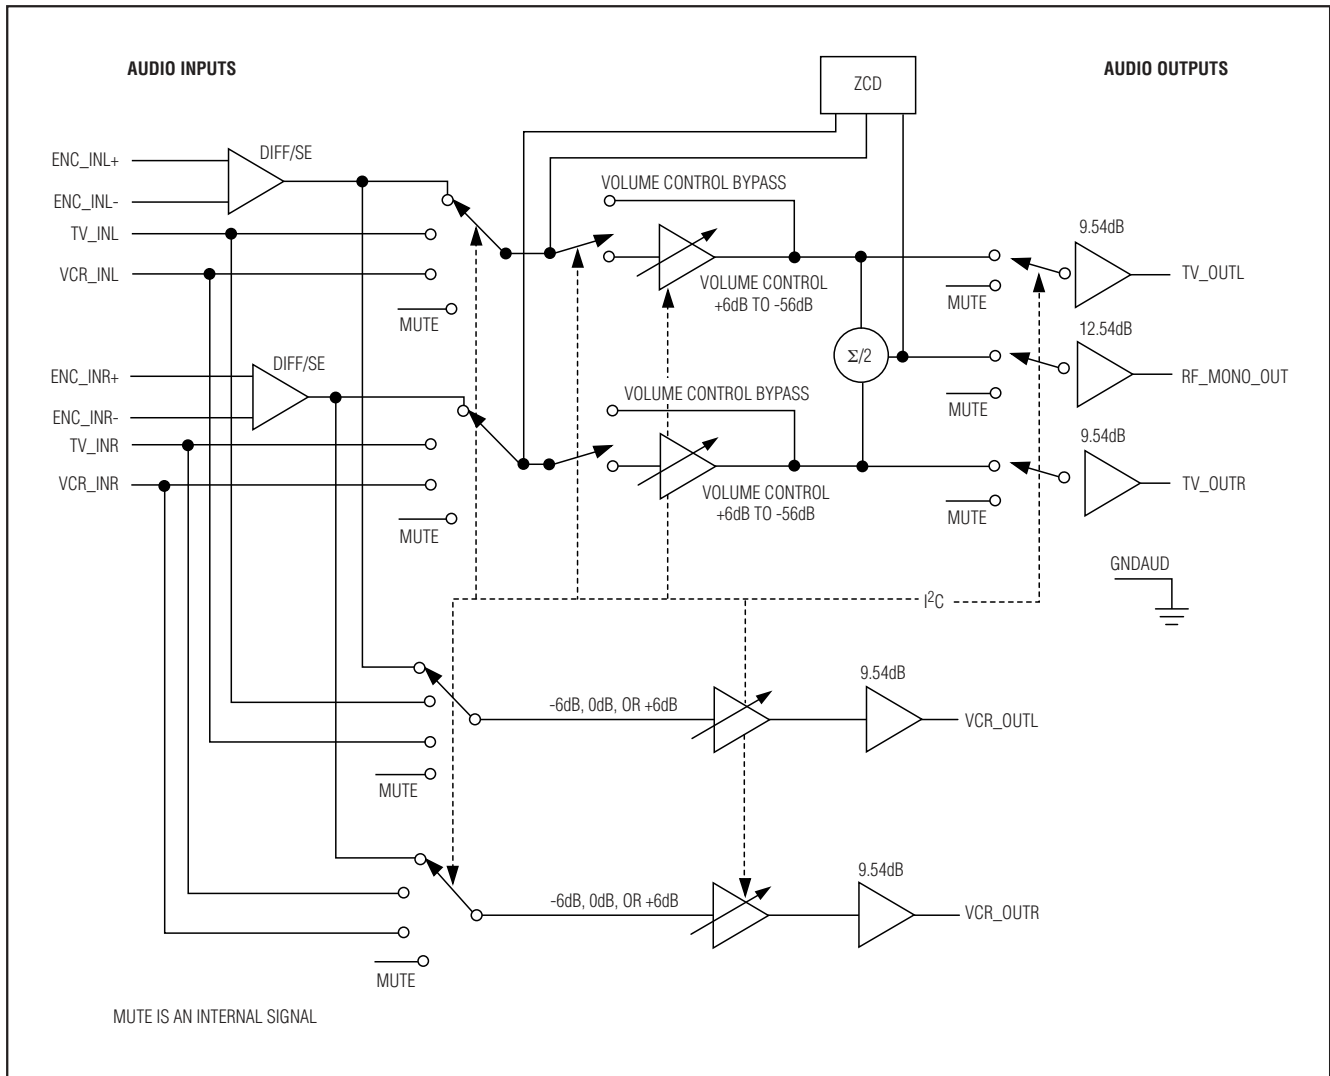 AUDIO INPUTS
AUDIO OUTPUTS
ZCD
ENC_INL+
DIFF/SE
ENC_INL-
TV_INL
VCR_INL
MUTE
VOLUME CONTROL BYPASS
VOLUME CONTROL
+6dB TO -56dB
9.54dB
TV_OUTL
MUTE
12.54dB
Σ/2
RF_MONO_OUT
MUTE
ENC_INR+
DIFF/SE
ENC_INR-
TV_INR
VCR_INR
MUTE
VOLUME CONTROL BYPASS
VOLUME CONTROL
+6dB TO -56dB
9.54dB
TV_OUTR
MUTE
GNDAUD
I²C
-6dB, 0dB, OR +6dB
9.54dB
VCR_OUTL
MUTE
-6dB, 0dB, OR +6dB
9.54dB
VCR_OUTR
MUTE
MUTE IS AN INTERNAL SIGNAL